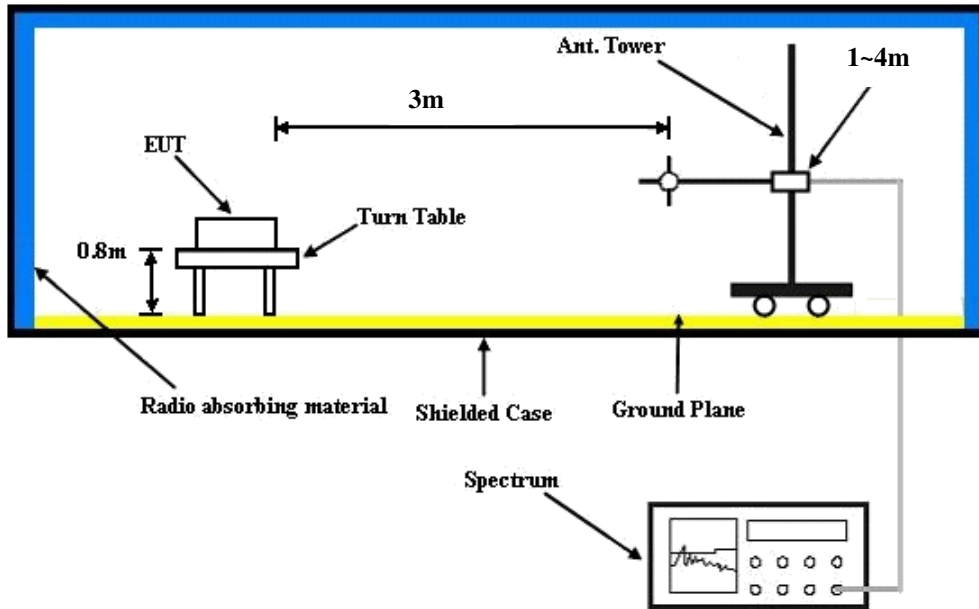 Ant. Tower
1~4m
3m
EUT
Turn Table
0.8m
Radio absorbing material
Shielded Case
Ground Plane
Spectrum